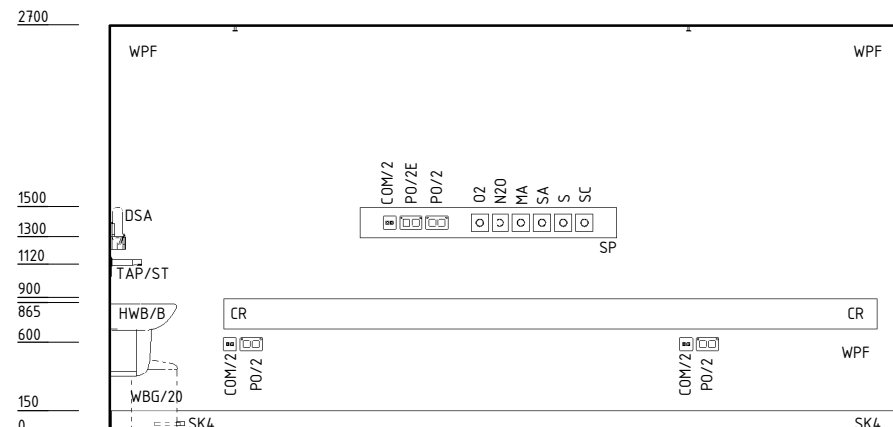 2700
WPF WPF
COM/2 PO/2E PO/2 O2 N2O MA SA S SC
1500
DSA
1300
SP
1120
TAP/ST
900
865
HWB/B CR CR
600
COM/2 PO/2 COM/2 PO/2
WPF
WBG/20
150
SK4 SK4
0